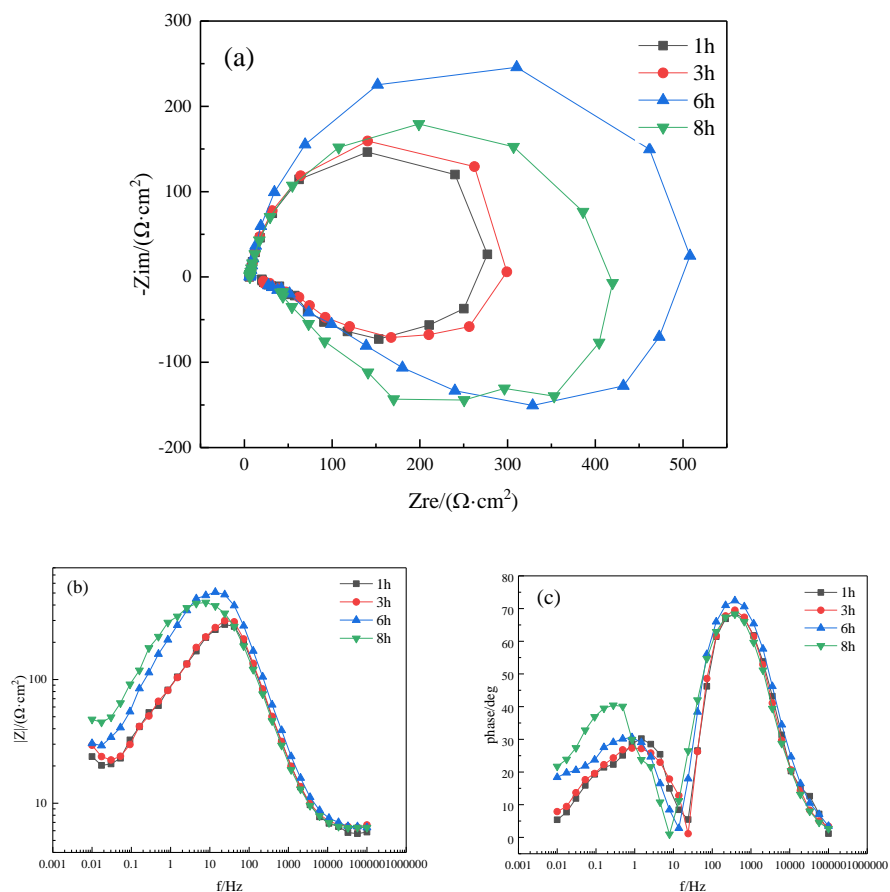 300
200
100
0
-100
-200
-Zim/(Ω·cm²)
(a)
1h
3h
6h
8h
0 100 200 300 400 500
Zre/(Ω·cm²)
(b)
1h
3h
6h
8h
100
10
|Z|/(Ω·cm²)
0.001 0.01 0.1 1 10 100 1000 10000 1000001000000
f/Hz
(c)
1h
3h
6h
8h
80
70
60
50
40
30
20
10
0
phase/deg
0.001 0.01 0.1 1 10 100 1000 10000 1000001000000
f/Hz